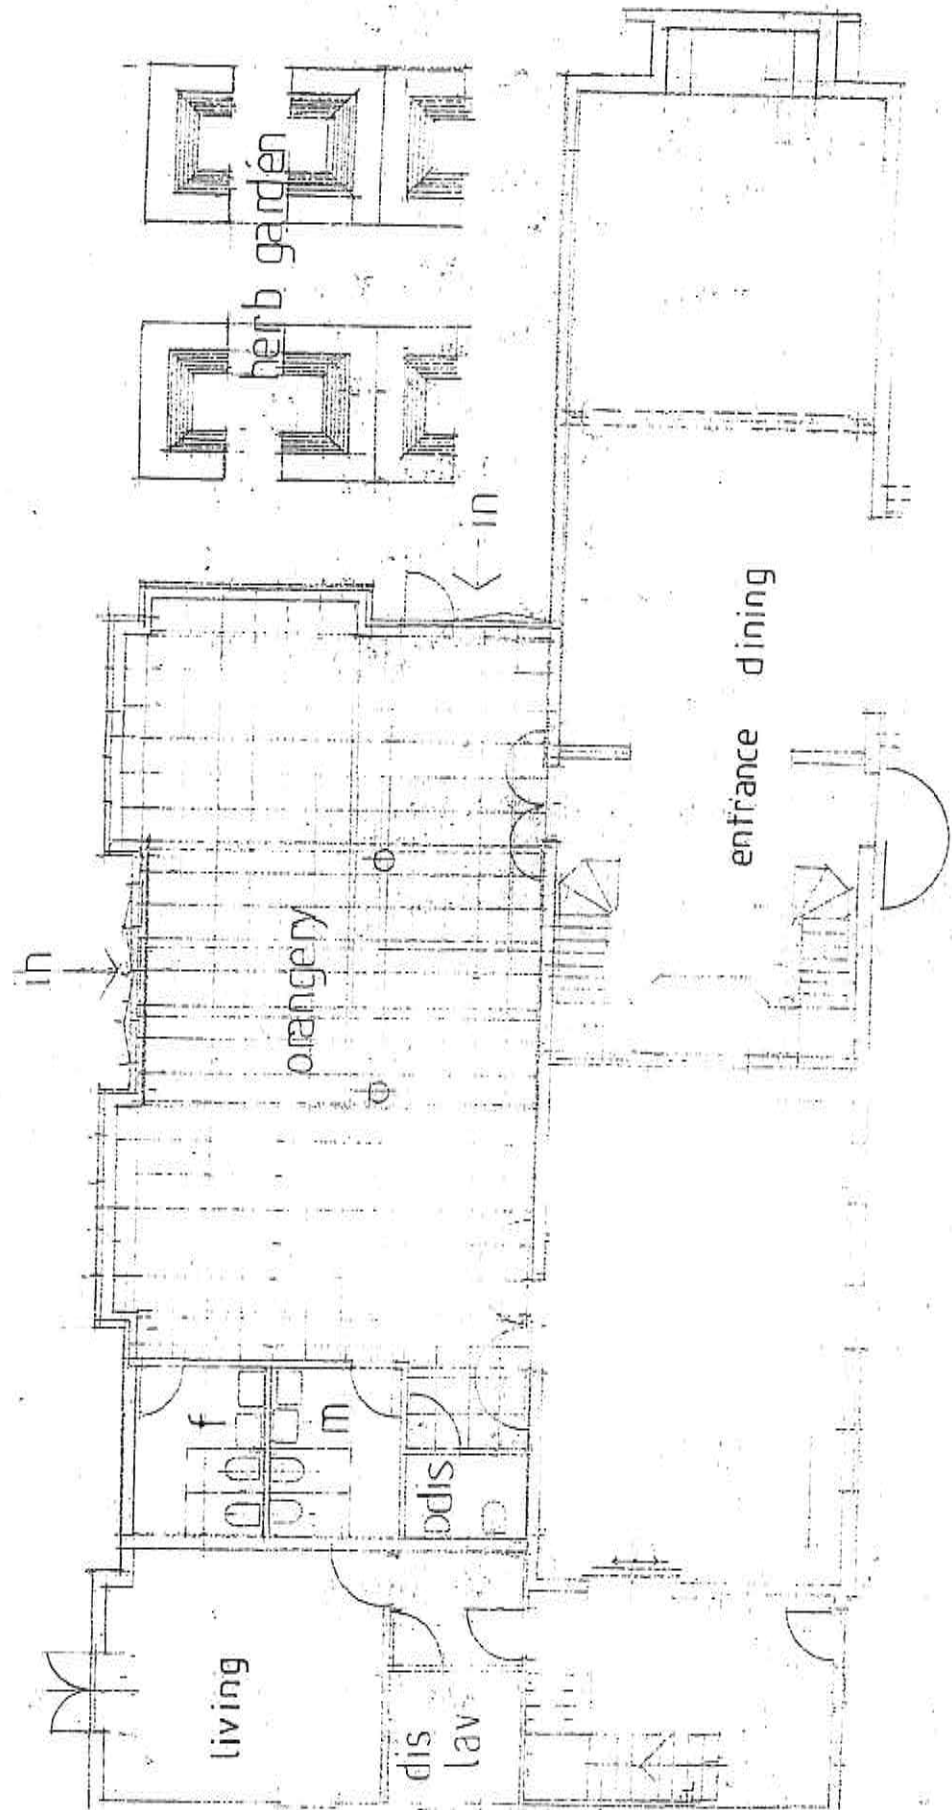 herb garden
in
in
entrance dining
orangery
f
m
dis
living
dis
lav